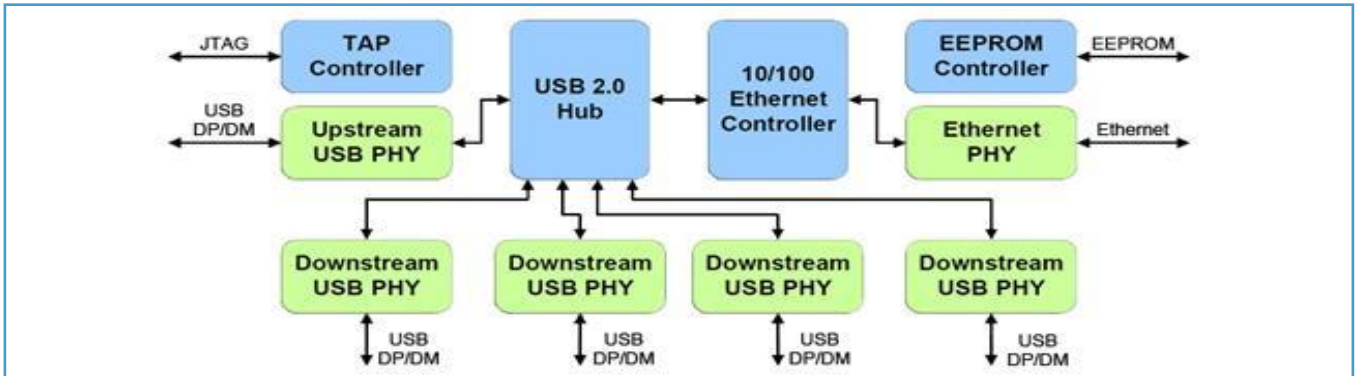 JTAG
TAP
Controller
USB 2.0
Hub
10/100
Ethernet
Controller
EEPROM
Controller
EEPROM
USB
DP/DM
Upstream
USB PHY
Ethernet
PHY
Ethernet
Downstream
USB PHY
Downstream
USB PHY
Downstream
USB PHY
Downstream
USB PHY
USB
DP/DM
USB
DP/DM
USB
DP/DM
USB
DP/DM